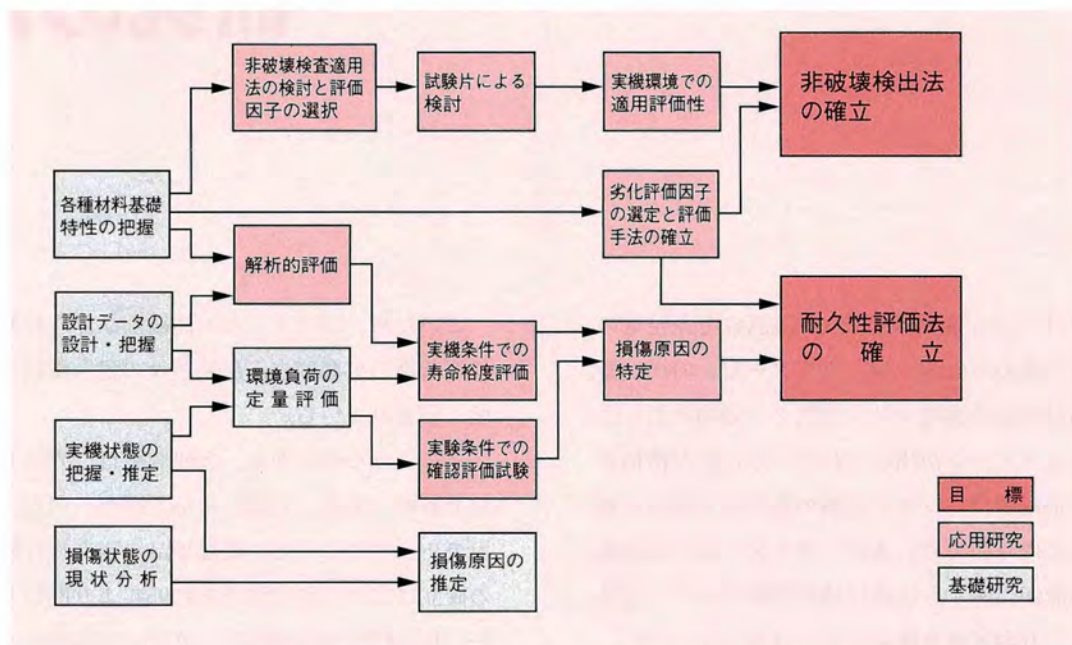 非破壊検査適用
法の検討と評価
因子の選択
試験片による
検討
実機環境での
適用評価性
非破壊検出法
の確立
各種材料基礎
特性の把握
劣化評価因子
の選定と評価
手法の確立
解析的評価
設計データの
設計・把握
環境負荷の
定量評価
実機条件での
寿命裕度評価
損傷原因の
特定
耐久性評価法
の確立
実機状態の
把握・推定
実験条件での
確認評価試験
損傷状態の
現状分析
損傷原因の
推定
目標
応用研究
基礎研究